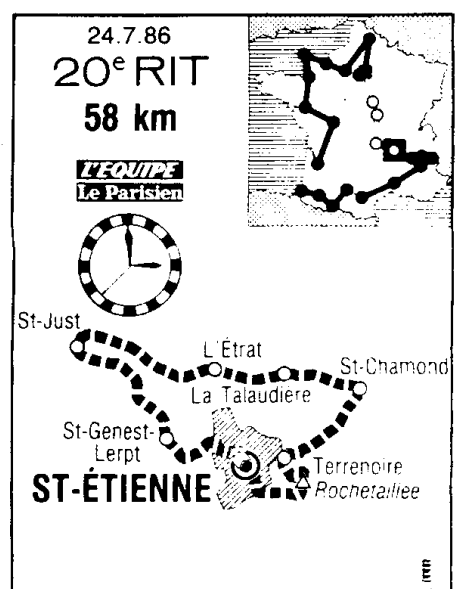 24.7.86
20e RIT
58 km
L'EQUIPE
Le Parisien
St-Just
L'Étrat
St-Chamond
La Talaudière
St-Genest-
Lerpt
Terrenoire
ST-ÉTIENNE
Rochetaillée